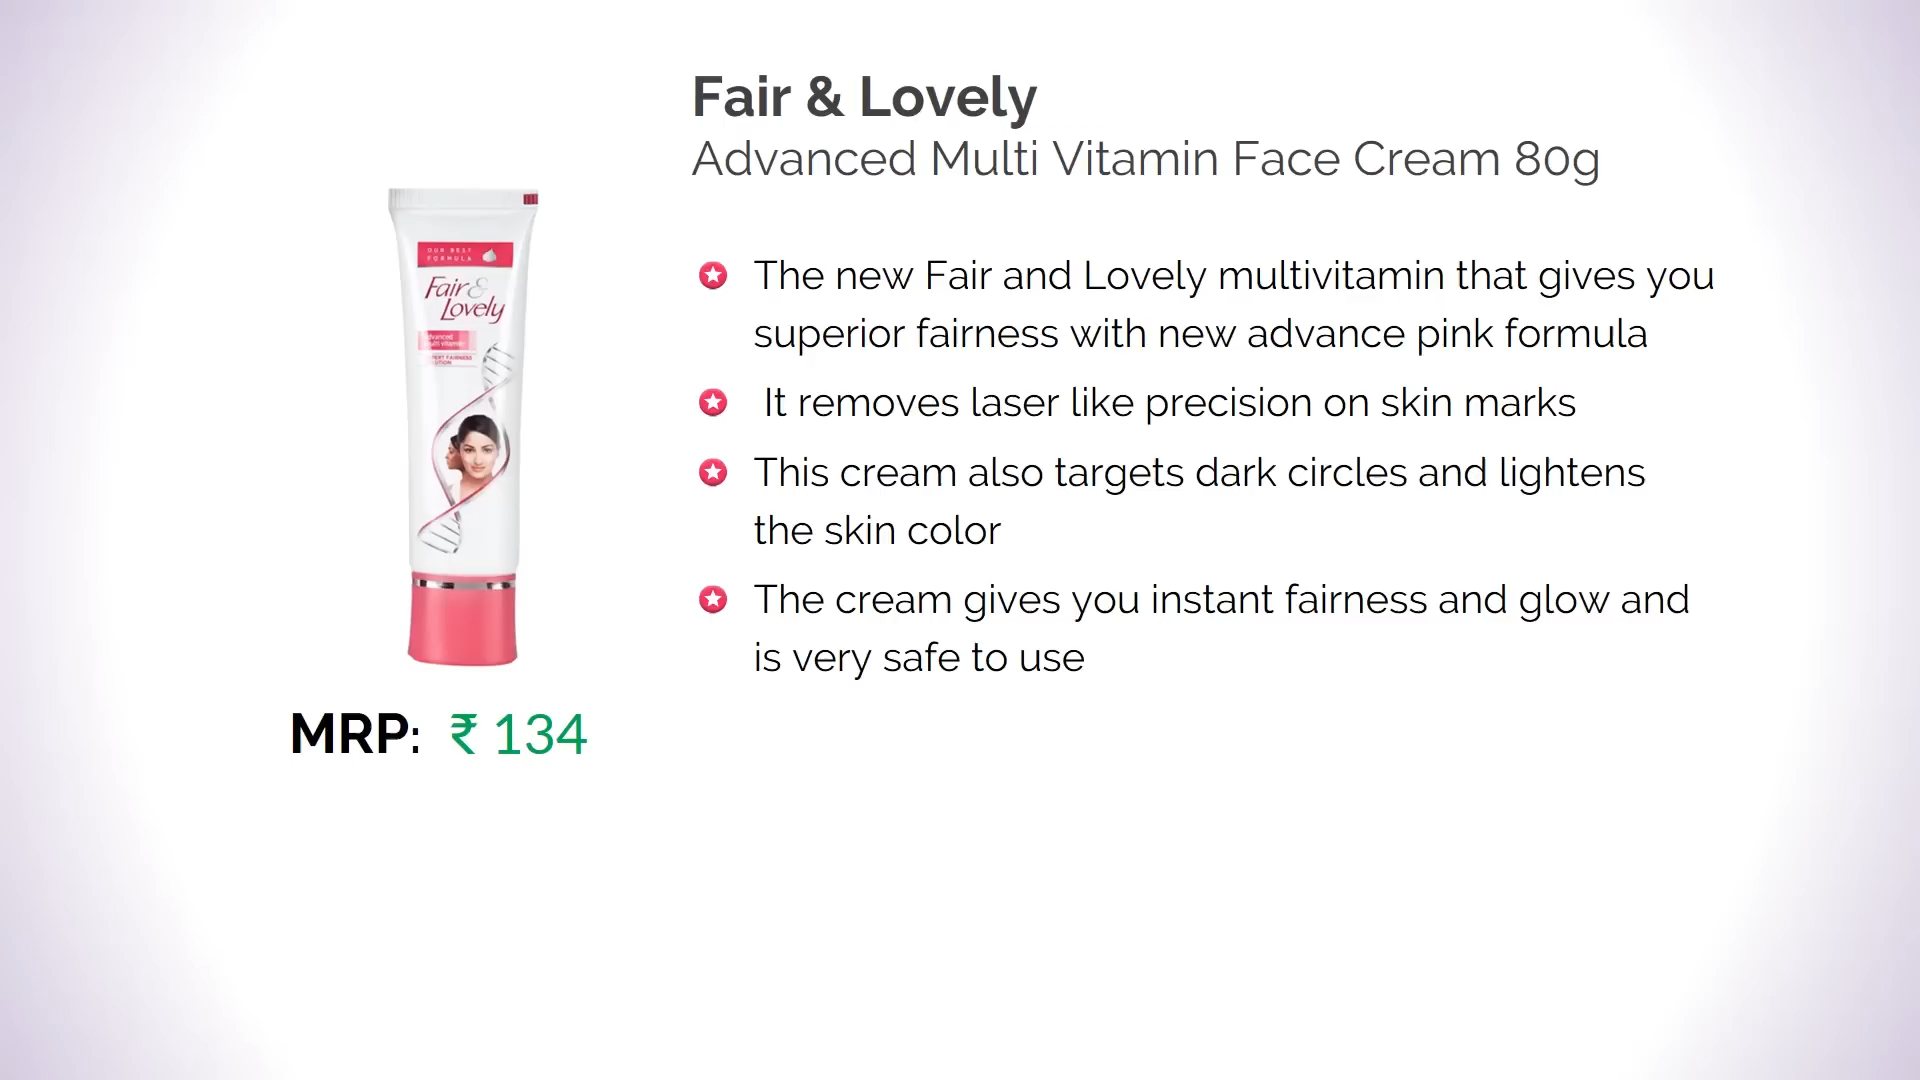 Fair & Lovely
Advanced Multi Vitamin Face Cream 80g
OUR BEST
FORMULA
Fair &
Lovely
The new Fair and Lovely multivitamin that gives you
superior fairness with new advance pink formula
It removes laser like precision on skin marks
This cream also targets dark circles and lightens
the skin color
The cream gives you instant fairness and glow and
is very safe to use
MRP: ₹ 134